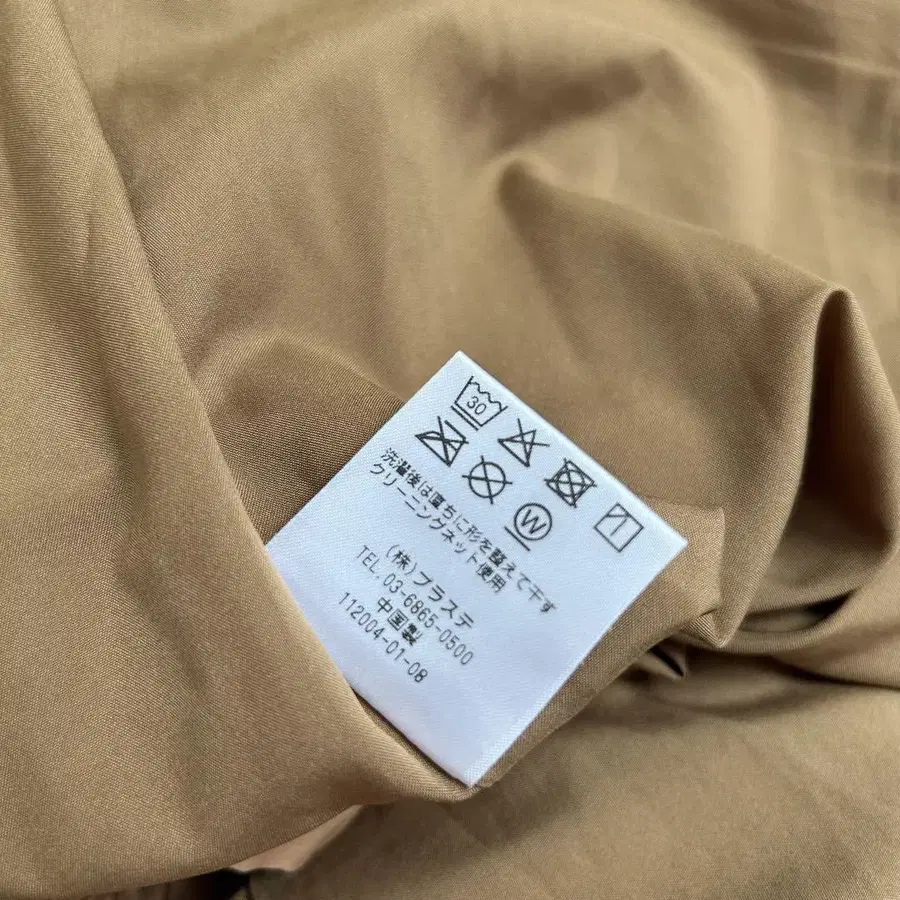 30
W
洗濯後は直ちに形を整えて干す
クリーニングネット使用
(株)プラステ
TEL.03-6865-0500
中国製
112004-01-08